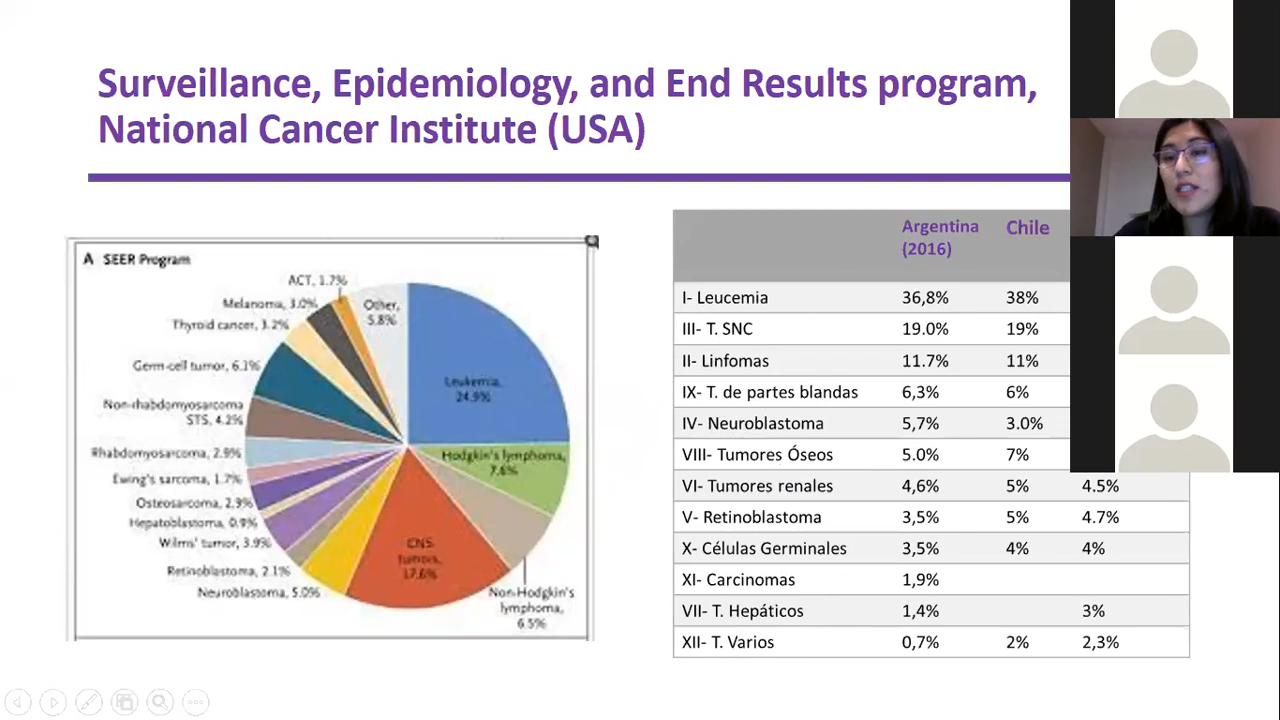 Surveillance, Epidemiology, and End Results program,
National Cancer Institute (USA)
A SEER Program
ACT, 1.7%
Melanoma, 3.0%
Thyroid cancer, 3.2%
Germ-cell tumor, 6.1%
Non-rhabdomyosarcoma
STS, 4.2%
Rhabdomyosarcoma, 2.9%
Ewing's sarcoma, 1.7%
Osteosarcoma, 2.9%
Hepatoblastoma, 0.9%
Wilms' tumor, 3.9%
Retinoblastoma, 2.1%
Neuroblastoma, 5.0%
Other,
5.8%
Leukemia,
24.9%
Hodgkin's lymphoma,
7.6%
CNS
tumors,
17.6%
Non-Hodgkin's
lymphoma,
6.5%
Argentina Chile
(2016)
I- Leucemia 36,8% 38%
III- T. SNC 19.0% 19%
II- Linfomas 11.7% 11%
IX- T. de partes blandas 6,3% 6%
IV- Neuroblastoma 5,7% 3.0%
VIII- Tumores Óseos 5.0% 7%
VI- Tumores renales 4,6% 5% 4.5%
V- Retinoblastoma 3,5% 5% 4.7%
X- Células Germinales 3,5% 4% 4%
XI- Carcinomas 1,9%
VII- T. Hepáticos 1,4% 3%
XII- T. Varios 0,7% 2% 2,3%